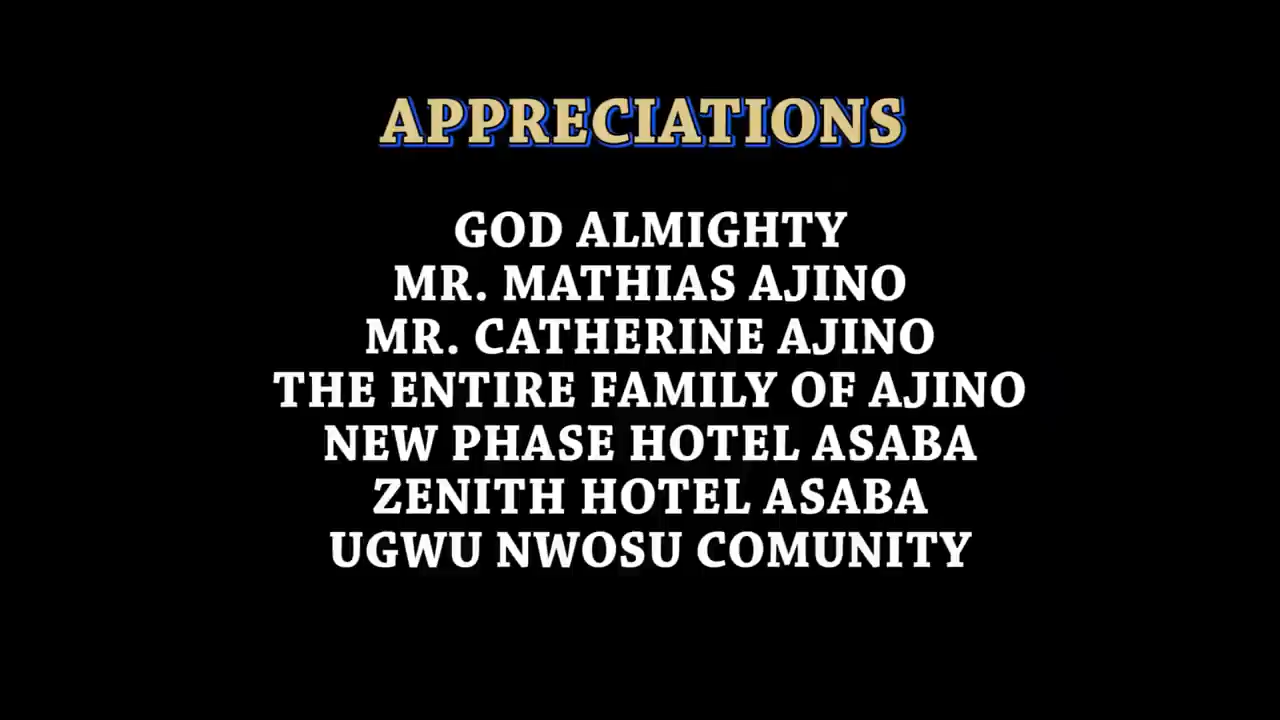 APPRECIATIONS
GOD ALMIGHTY
MR. MATHIAS AJINO
MR. CATHERINE AJINO
THE ENTIRE FAMILY OF AJINO
NEW PHASE HOTEL ASABA
ZENITH HOTEL ASABA
UGWU NWOSU COMUNITY